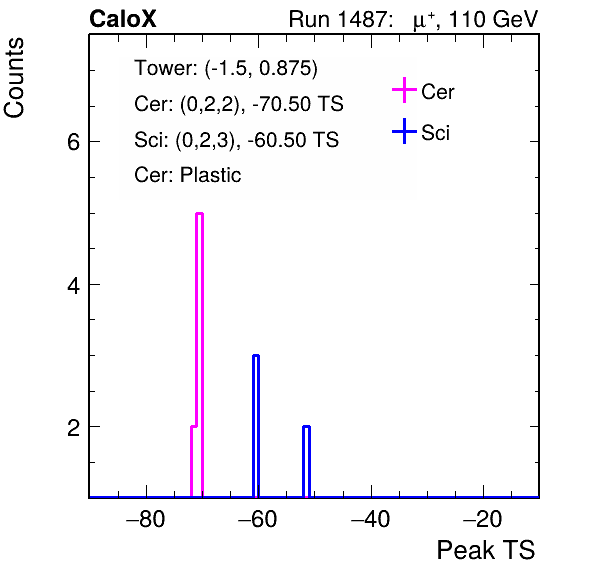 CaloX Run 1487: μ⁺, 110 GeV
Counts
Tower: (-1.5, 0.875)
Cer: (0,2,2), -70.50 TS
Sci: (0,2,3), -60.50 TS
Cer: Plastic
Cer
Sci
6
4
2
−80 −60 −40 −20
Peak TS